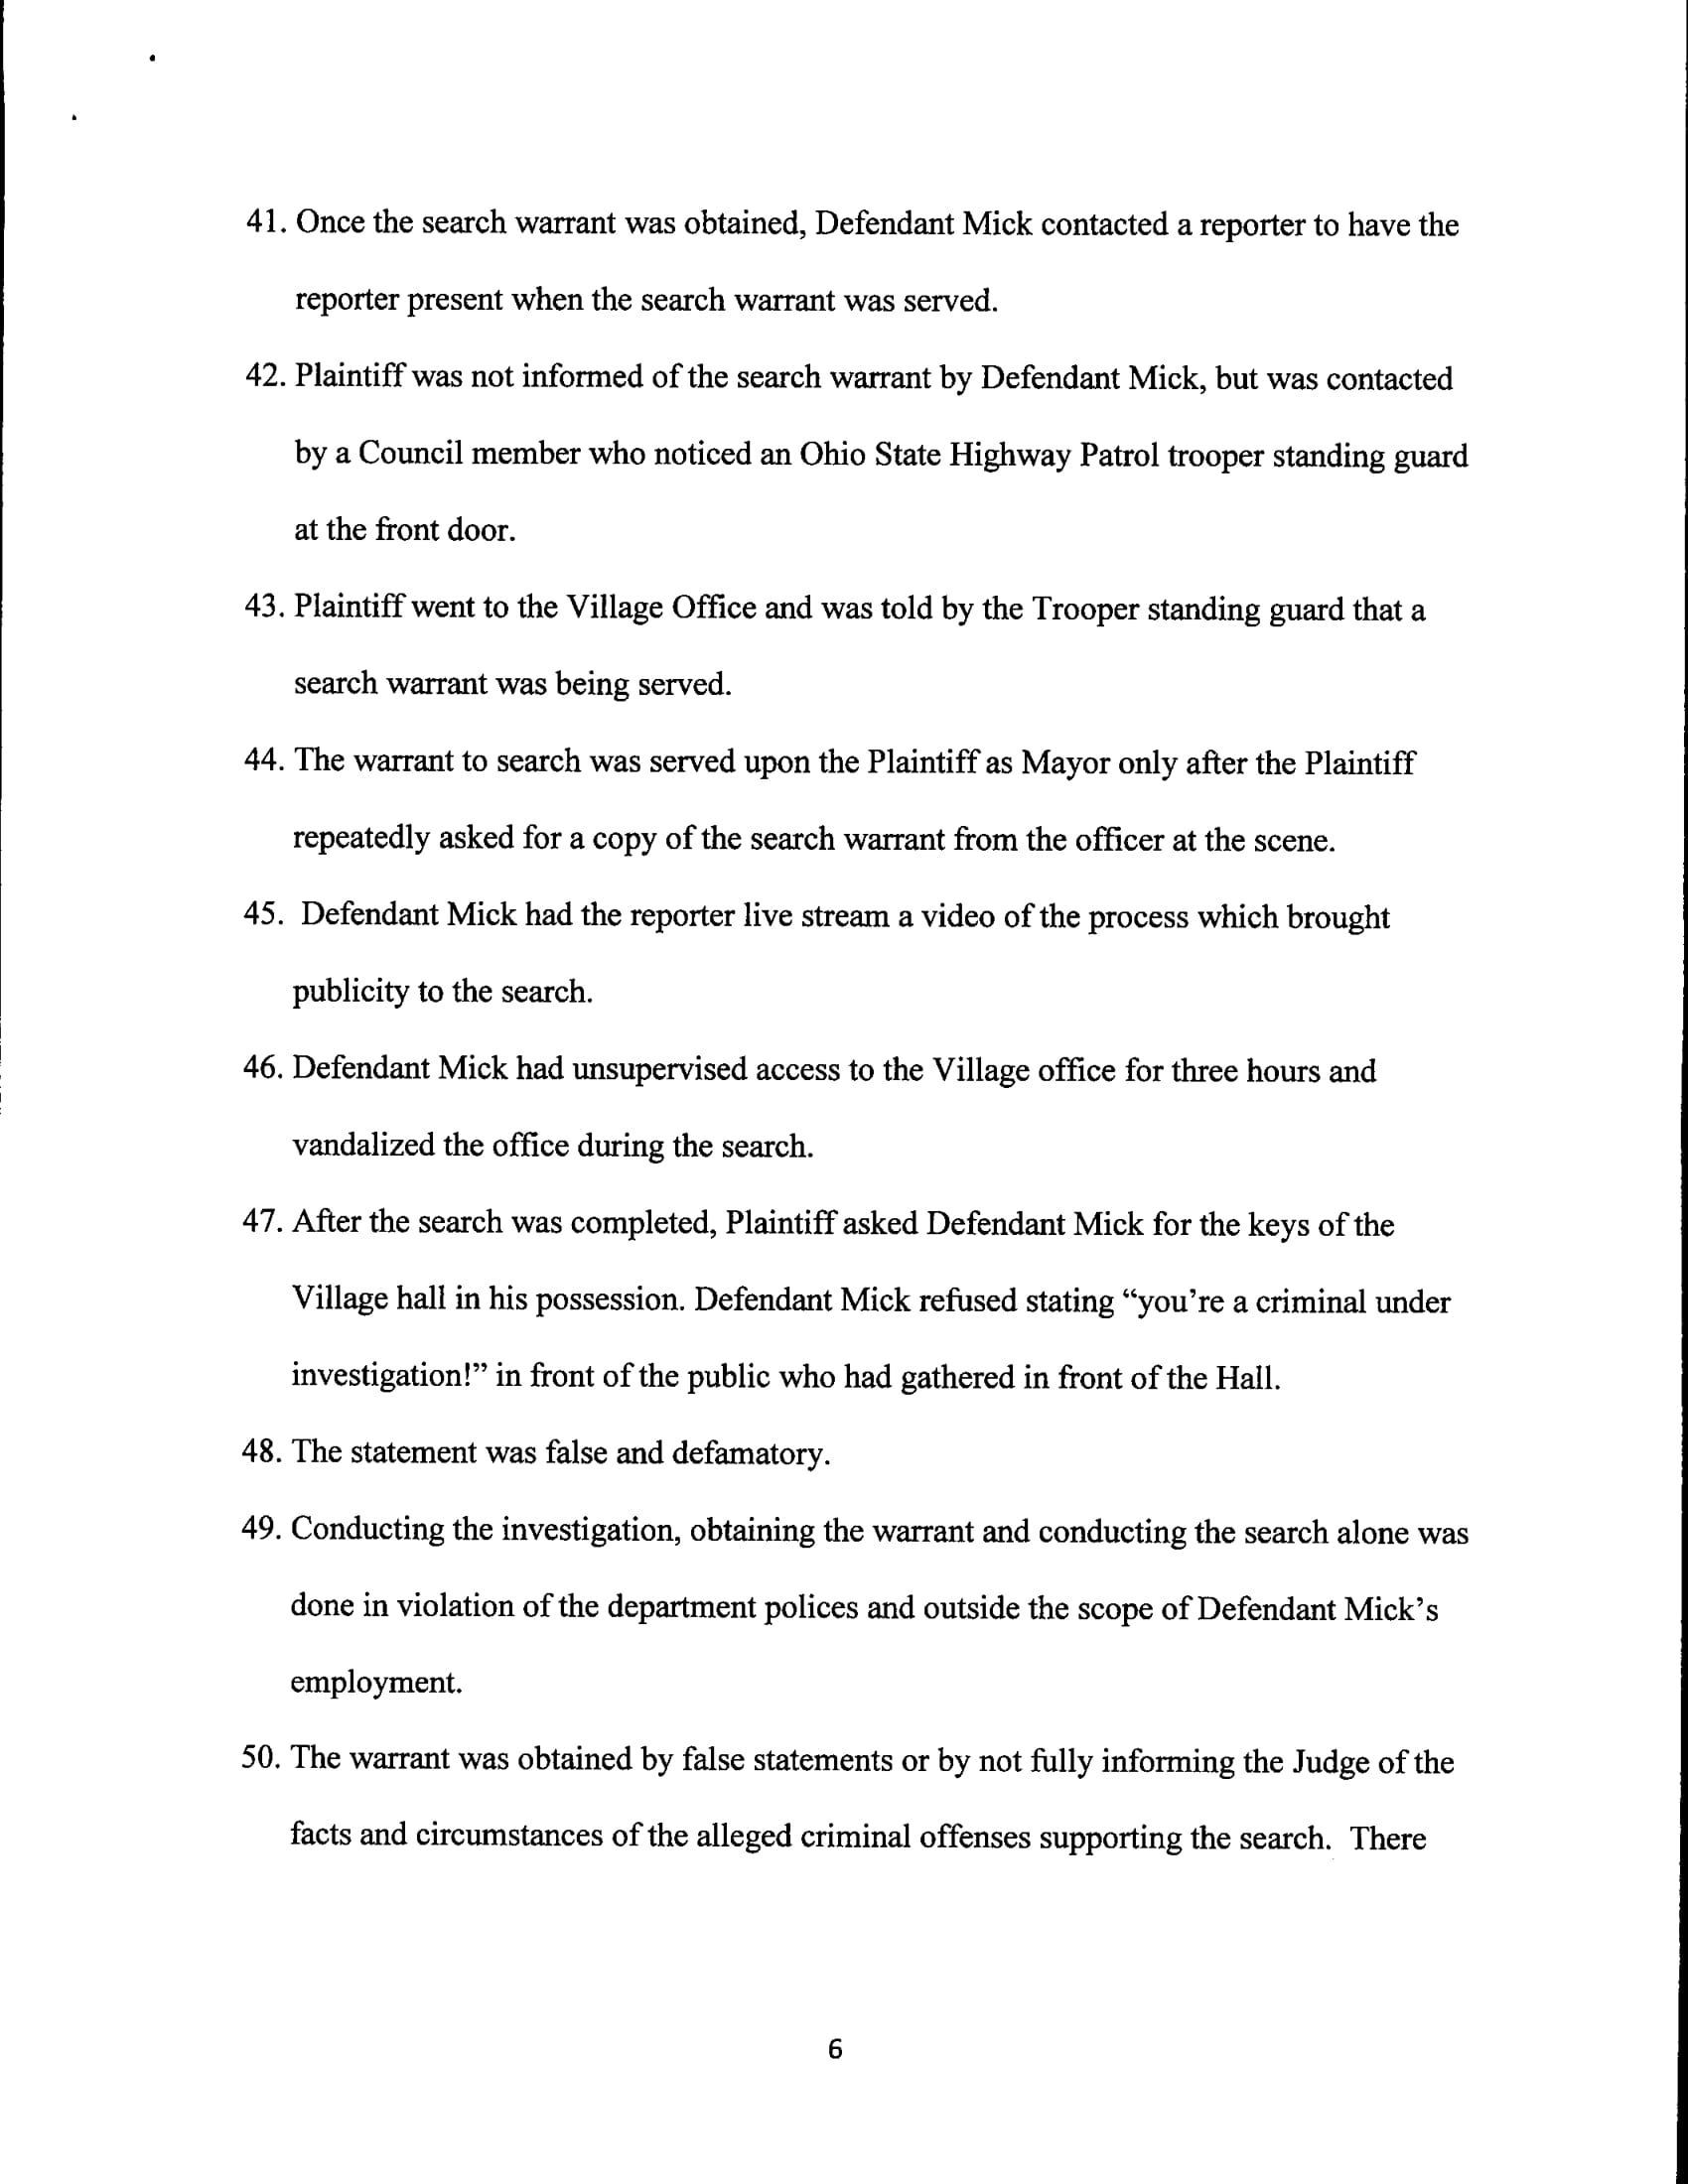 41. Once the search warrant was obtained, Defendant Mick contacted a reporter to have the
reporter present when the search warrant was served.
42. Plaintiff was not informed of the search warrant by Defendant Mick, but was contacted
by a Council member who noticed an Ohio State Highway Patrol trooper standing guard
at the front door.
43. Plaintiff went to the Village Office and was told by the Trooper standing guard that a
search warrant was being served.
44. The warrant to search was served upon the Plaintiff as Mayor only after the Plaintiff
repeatedly asked for a copy of the search warrant from the officer at the scene.
45. Defendant Mick had the reporter live stream a video of the process which brought
publicity to the search.
46. Defendant Mick had unsupervised access to the Village office for three hours and
vandalized the office during the search.
47. After the search was completed, Plaintiff asked Defendant Mick for the keys of the
Village hall in his possession. Defendant Mick refused stating “you’re a criminal under
investigation!” in front of the public who had gathered in front of the Hall.
48. The statement was false and defamatory.
49. Conducting the investigation, obtaining the warrant and conducting the search alone was
done in violation of the department polices and outside the scope of Defendant Mick’s
employment.
50. The warrant was obtained by false statements or by not fully informing the Judge of the
facts and circumstances of the alleged criminal offenses supporting the search. There
6